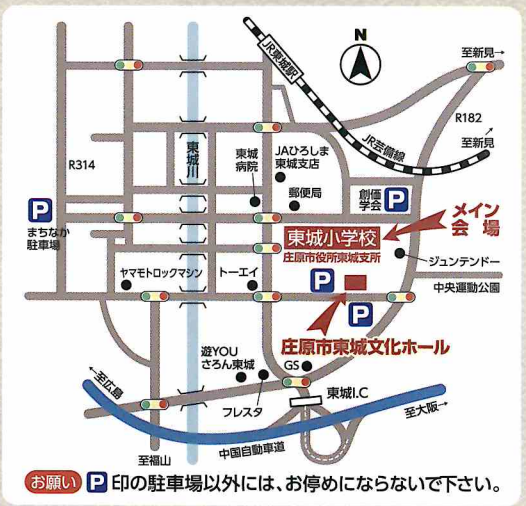 N
JR東城駅
至新見→
R182
至新見
JR芸備線
JAひろしま
東城支店
東城
病院
郵便局
東城川
R314
創価
学会
P
P
まちなか
駐車場
メイン
会場
東城小学校
庄原市役所東城支所
ジュンテンドー
中央運動公園
ヤマモトロックマシン
トーエイ
P
P
庄原市東城文化ホール
遊YOU
さろん東城
GS
フレスタ
東城I.C
←至広島
至大阪→
中国自動車道
至福山
お願い P 印の駐車場以外には、お停めにならないで下さい。